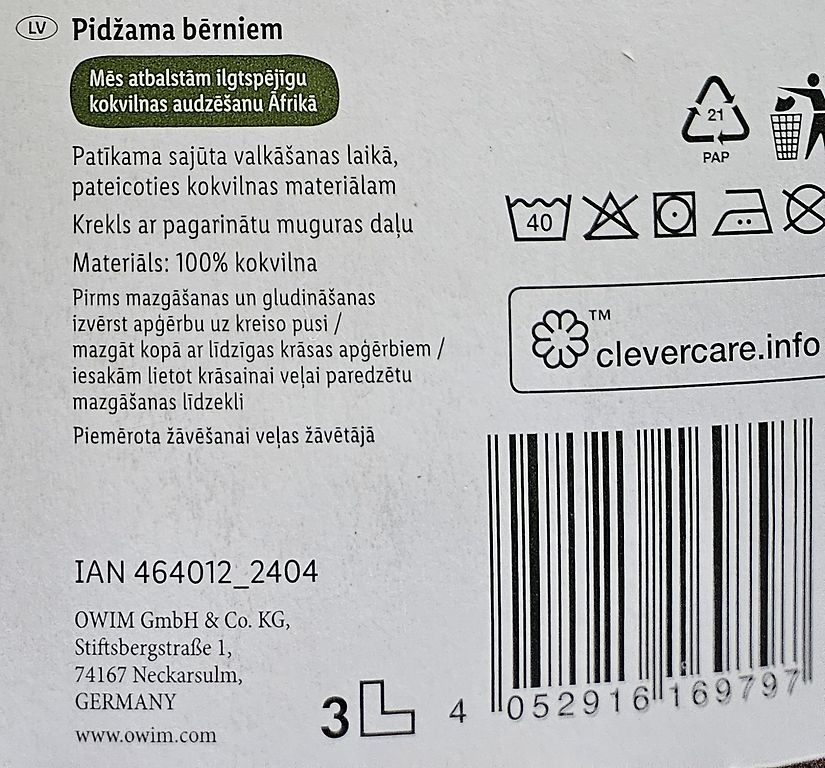 LV Pidžama bērniem
Mēs atbalstām ilgtspējīgu
kokvilnas audzēšanu Āfrikā
Patīkama sajūta valkāšanas laikā,
pateicoties kokvilnas materiālam
Krekls ar pagarinātu muguras daļu
Materiāls: 100% kokvilna
Pirms mazgāšanas un gludināšanas
izvērst apģērbu uz kreiso pusi /
mazgāt kopā ar līdzīgas krāsas apģērbiem /
iesakām lietot krāsainai veļai paredzētu
mazgāšanas līdzekli
Piemērota žāvēšanai veļas žāvētājā
21
PAP
40
TM
clevercare.info
IAN 464012_2404
OWIM GmbH & Co. KG,
Stiftsbergstraße 1,
74167 Neckarsulm,
GERMANY
www.owim.com
3
4 052916 169797